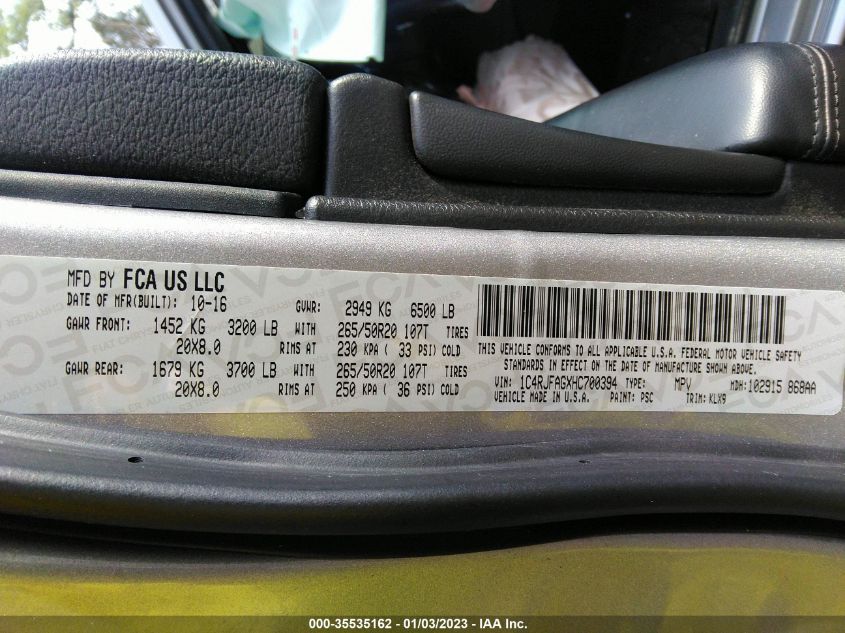 MFD BY FCA US LLC
DATE OF MFR(BUILT): 10-16 GVWR: 2949 KG 6500 LB
GAWR FRONT: 1452 KG 3200 LB WITH 265/50R20 107T TIRES
20X8.0 RIMS AT 230 KPA ( 33 PSI) COLD
GAWR REAR: 1679 KG 3700 LB WITH 265/50R20 107T TIRES
20X8.0 RIMS AT 250 KPA ( 36 PSI) COLD
THIS VEHICLE CONFORMS TO ALL APPLICABLE U.S.A. FEDERAL MOTOR VEHICLE SAFETY
STANDARDS IN EFFECT ON THE DATE OF MANUFACTURE SHOWN ABOVE.
VIN: 1C4RJFAGXHC700394 TYPE: MPV MDH: 102915 868AA
VEHICLE MADE IN U.S.A. PAINT: PSC TRIM: KLX9
000-35535162 - 01/03/2023 - IAA Inc.